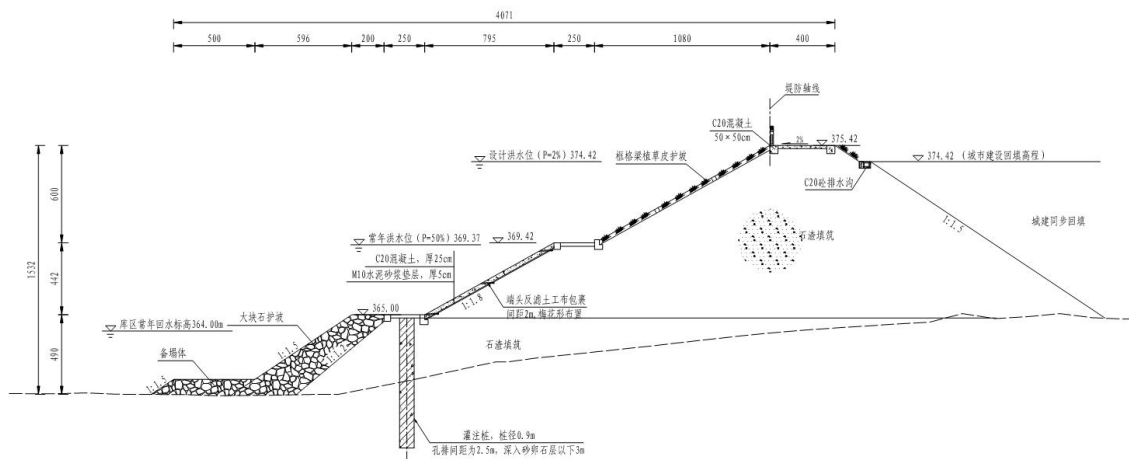 4071
500 596 200 250 795 250 1080 400
堤防轴线
C20混凝土
50×50cm
2% 375.42
设计洪水位（P=2%）374.42
框格梁植草皮护坡
374.42（城市建设回填高程）
C20砼排水沟
600
1:1.5
城建同步回填
石渣填筑
常年洪水位（P=50%）369.37
369.42
C20混凝土，厚25cm
M10水泥砂浆垫层，厚5cm
1532
442
1:1.8
端头反滤土工布包裹
间距2m,梅花形布置
365.00
大块石护坡
库区常年回水标高364.00m
石渣填筑
490
备塌体
1:1.5
1:1.2
1:1.5
灌注桩，桩径0.9m
孔排间距为2.5m，深入砂卵石层以下3m